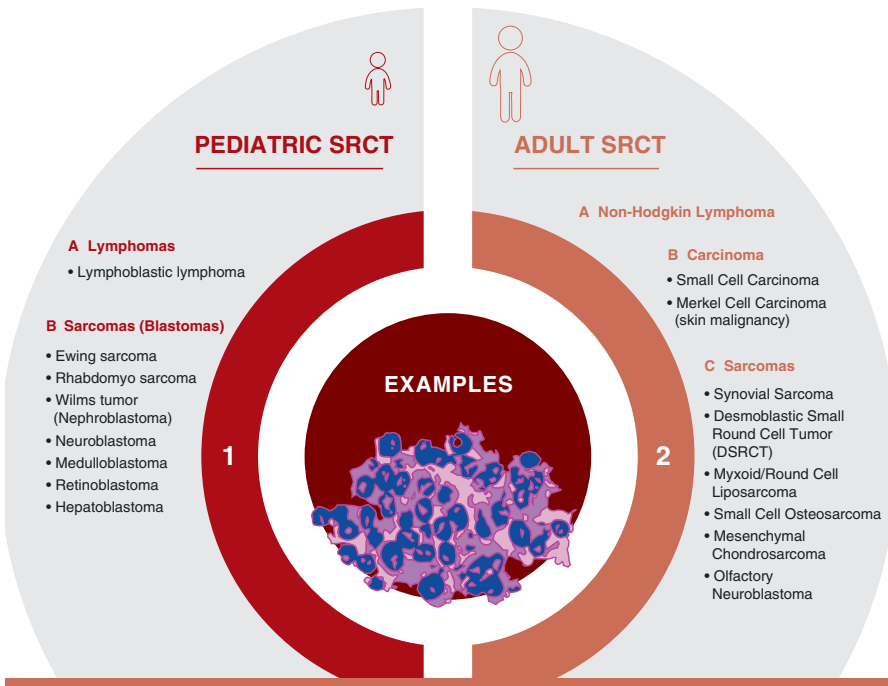 PEDIATRIC SRCT
A Lymphomas
• Lymphoblastic lymphoma
B Sarcomas (Blastomas)
• Ewing sarcoma
• Rhabdomyo sarcoma
• Wilms tumor
(Nephroblastoma)
• Neuroblastoma
• Medulloblastoma
• Retinoblastoma
• Hepatoblastoma
1
EXAMPLES
ADULT SRCT
A Non-Hodgkin Lymphoma
B Carcinoma
• Small Cell Carcinoma
• Merkel Cell Carcinoma
(skin malignancy)
C Sarcomas
• Synovial Sarcoma
• Desmoblastic Small
Round Cell Tumor
(DSRCT)
• Myxoid/Round Cell
Liposarcoma
• Small Cell Osteosarcoma
• Mesenchymal
Chondrosarcoma
• Olfactory
Neuroblastoma
2